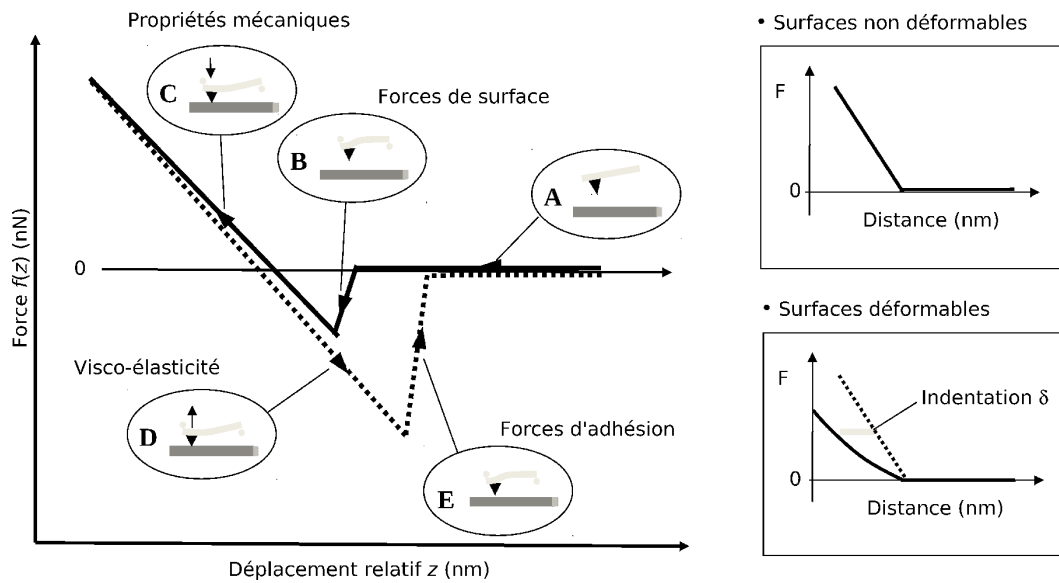 Propriétés mécaniques
C
Forces de surface
B
A
Force f(z) (nN)
0
Visco-élasticité
D
Forces d'adhésion
E
Déplacement relatif z (nm)
• Surfaces non déformables
F
0
Distance (nm)
• Surfaces déformables
F
Indentation δ
0
Distance (nm)